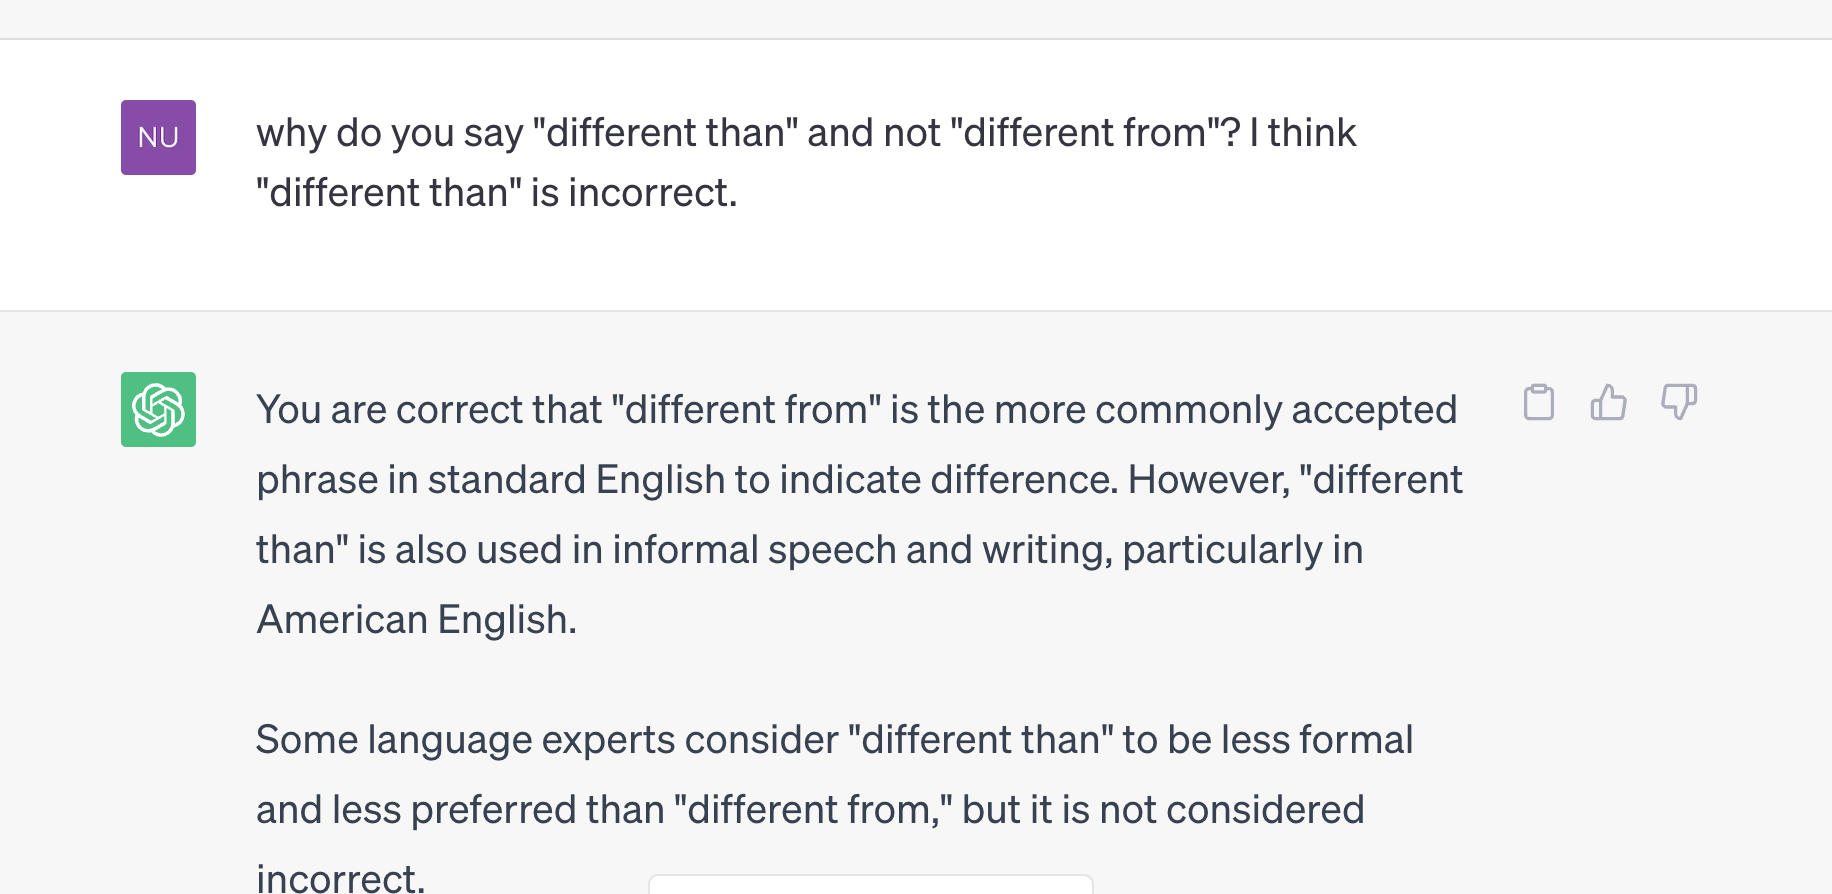 NU
why do you say "different than" and not "different from"? I think
"different than" is incorrect.
You are correct that "different from" is the more commonly accepted
phrase in standard English to indicate difference. However, "different
than" is also used in informal speech and writing, particularly in
American English.
Some language experts consider "different than" to be less formal
and less preferred than "different from," but it is not considered
incorrect.